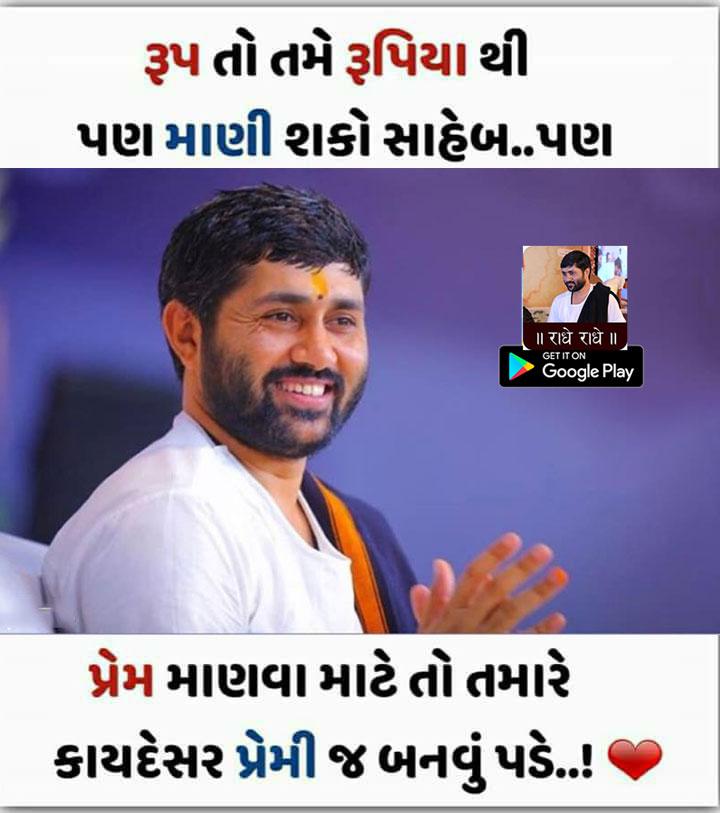 રૂપ તો તમે રૂપિયા થી
પણ માણી શકો સાહેબ..પણ
॥ राधे राधे ॥
GET IT ON
Google Play
પ્રેમ માણવા માટે તો તમારે
કાયદેસર પ્રેમી જ બનવું પડે..!